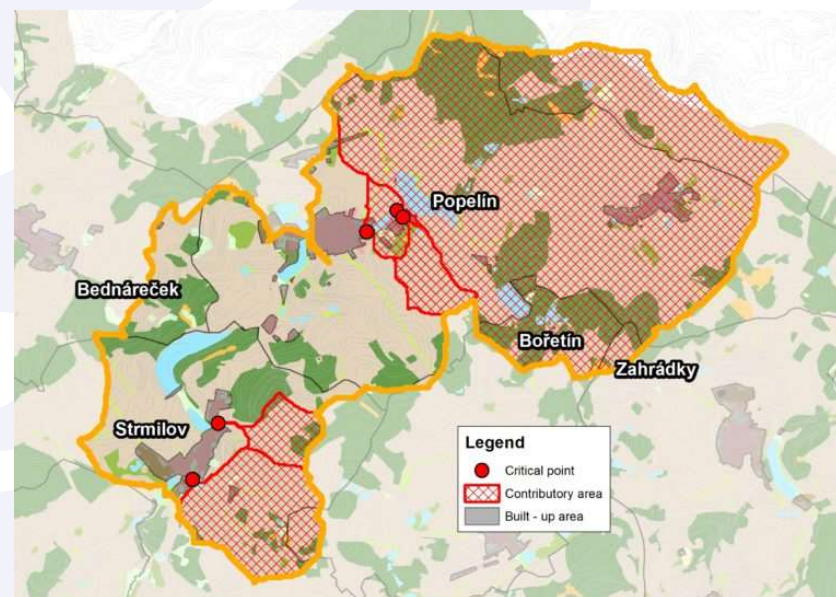 Popelín
Bednáreček
Bořetín
Zahrádky
Strmilov
Legend
Critical point
Contributory area
Built - up area